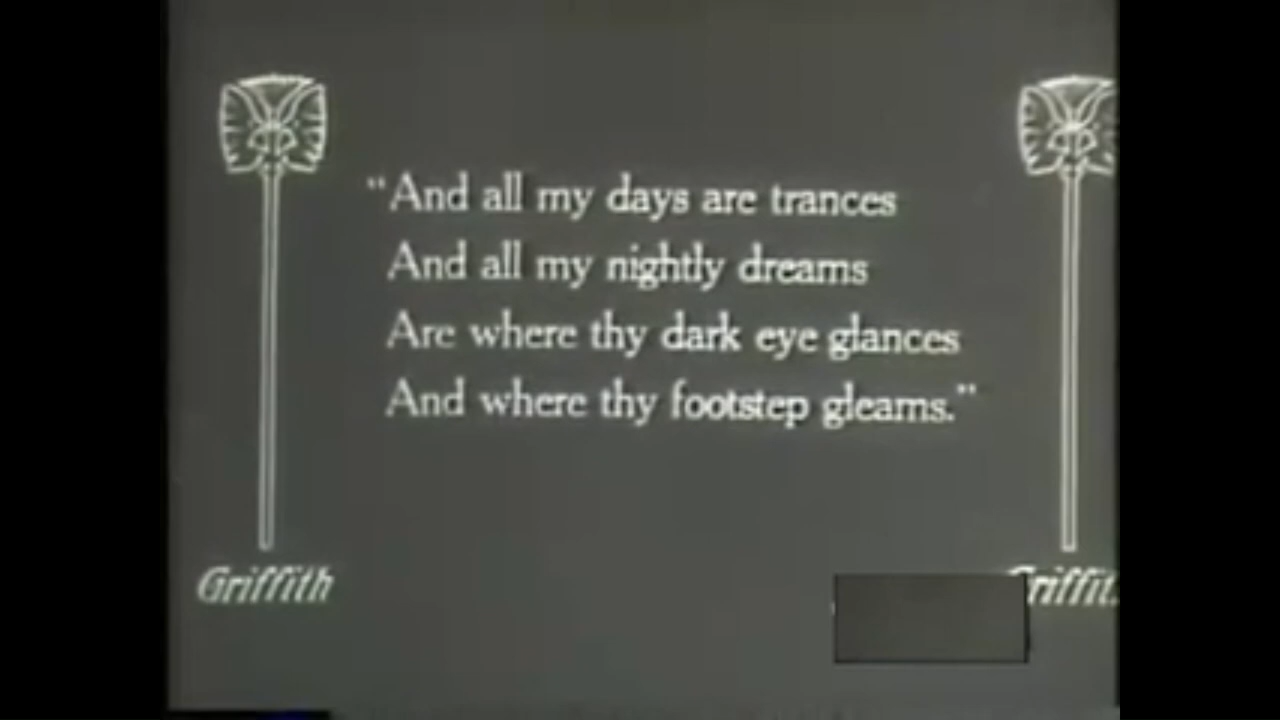 “And all my days are trances
And all my nightly dreams
Are where thy dark eye glances
And where thy footstep gleams.”
Griffith
Griffit